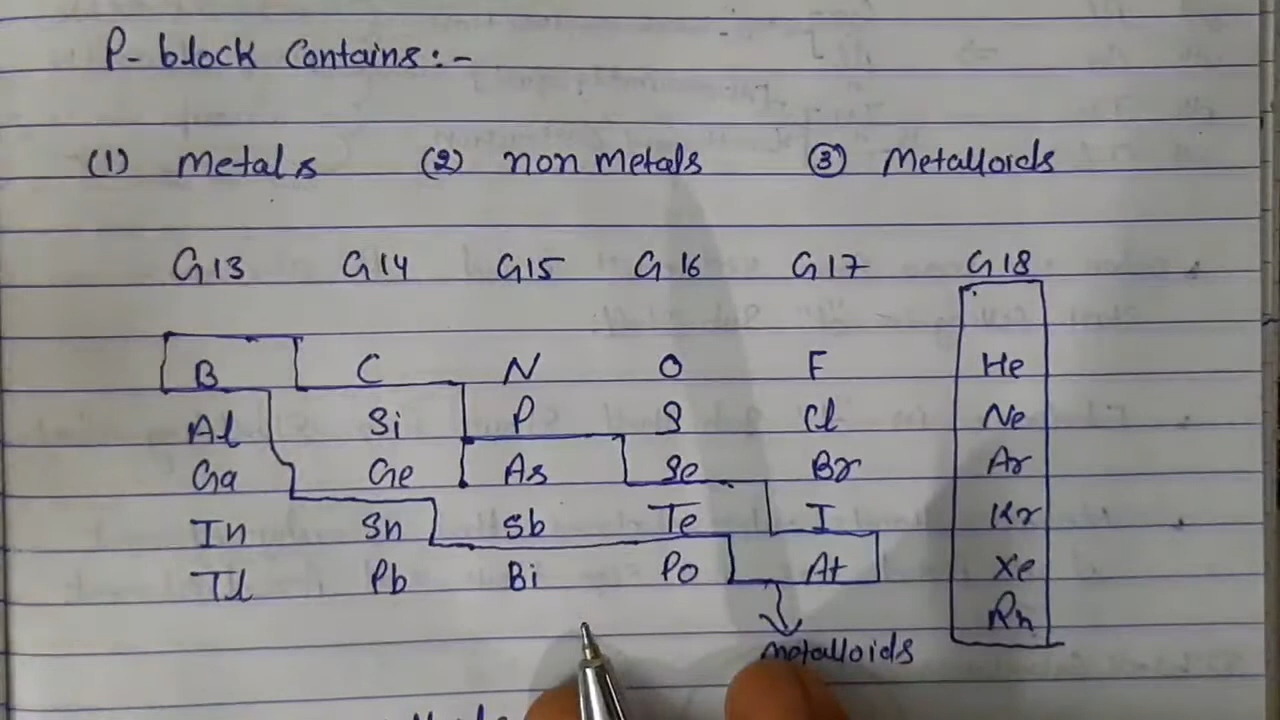 P-block Contains:-
(1) Metals (2) non metals (3) Metalloids
G13 G14 G15 G16 G17 G18
B C N O F He
Al Si P S Cl Ne
Ga Ge As Se Br Ar
In Sn Sb Te I Kr
Tl Pb Bi Po At Xe
Rn
metalloids